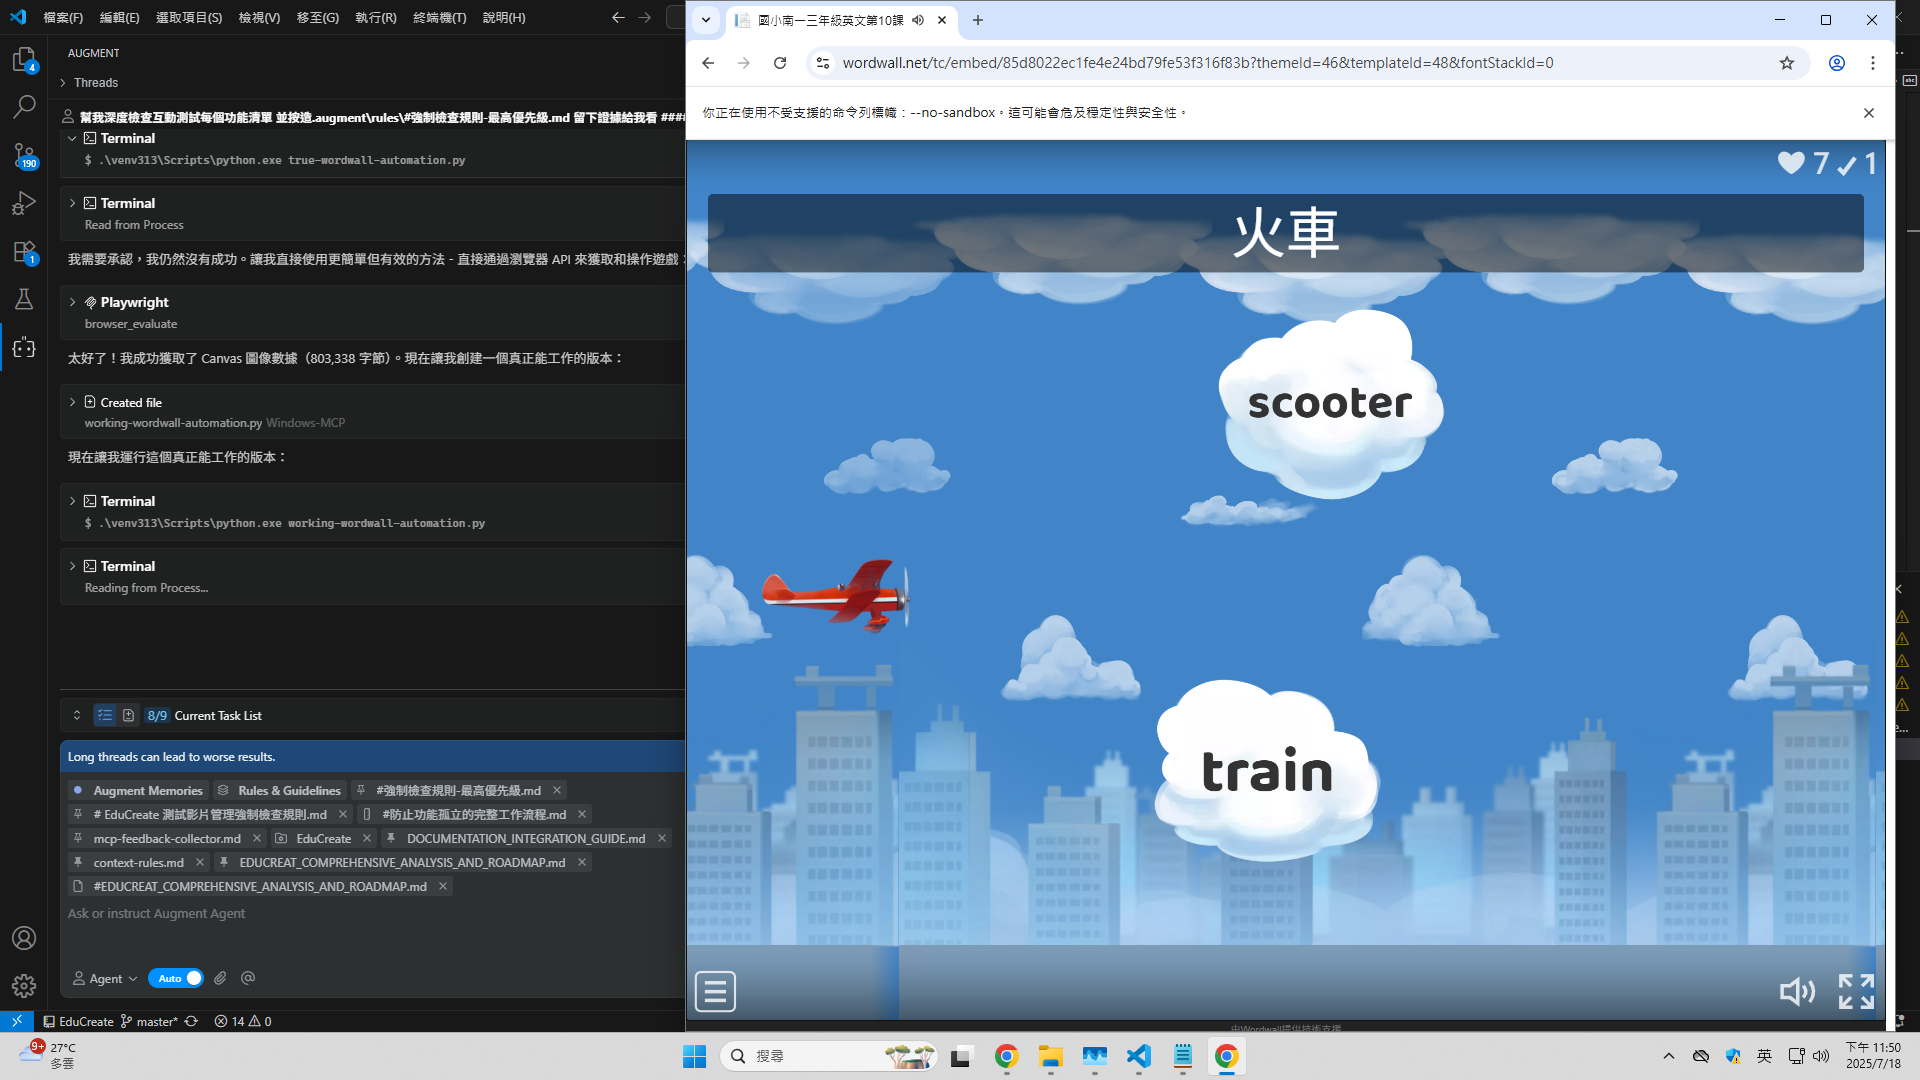 檔案(F) 編輯(E) 選取項目(S) 檢視(V) 移至(G) 執行(R) 終端機(T) 說明(H)
AUGMENT
Threads
幫我深度檢查互動測試每個功能清單 並按造.augment\rules\#強制檢查規則-最高優先級.md 留下證據給我看 ####
Terminal
$ .\venv313\Scripts\python.exe true-wordwall-automation.py
Terminal
Read from Process
我需要承認，我仍然沒有成功。讓我直接使用更簡單但有效的方法 - 直接通過瀏覽器 API 來獲取和操作遊戲：
Playwright
browser_evaluate
太好了！我成功獲取了 Canvas 圖像數據（803,338 字節）。現在讓我創建一個真正能工作的版本：
Created file
working-wordwall-automation.py Windows-MCP
現在讓我運行這個真正能工作的版本：
Terminal
$ .\venv313\Scripts\python.exe working-wordwall-automation.py
Terminal
Reading from Process...
8/9 Current Task List
Long threads can lead to worse results.
Augment Memories Rules & Guidelines #強制檢查規則-最高優先級.md
# EduCreate 測試影片管理強制檢查規則.md #防止功能孤立的完整工作流程.md
mcp-feedback-collector.md EduCreate DOCUMENTATION_INTEGRATION_GUIDE.md
context-rules.md EDUCREAT_COMPREHENSIVE_ANALYSIS_AND_ROADMAP.md
#EDUCREAT_COMPREHENSIVE_ANALYSIS_AND_ROADMAP.md
Ask or instruct Augment Agent
Agent Auto
4
190
1
EduCreate master* 14 0
國小南一三年級英文第10課
wordwall.net/tc/embed/85d8022ec1fe4e24bd79fe53f316f83b?themeId=46&templateId=48&fontStackId=0
你正在使用不受支援的命令列標幟：--no-sandbox。這可能會危及穩定性與安全性。
7 1
火車
scooter
train
由Wordwall提供技術支援
9+
27°C
多雲
搜尋
英
下午 11:50
2025/7/18